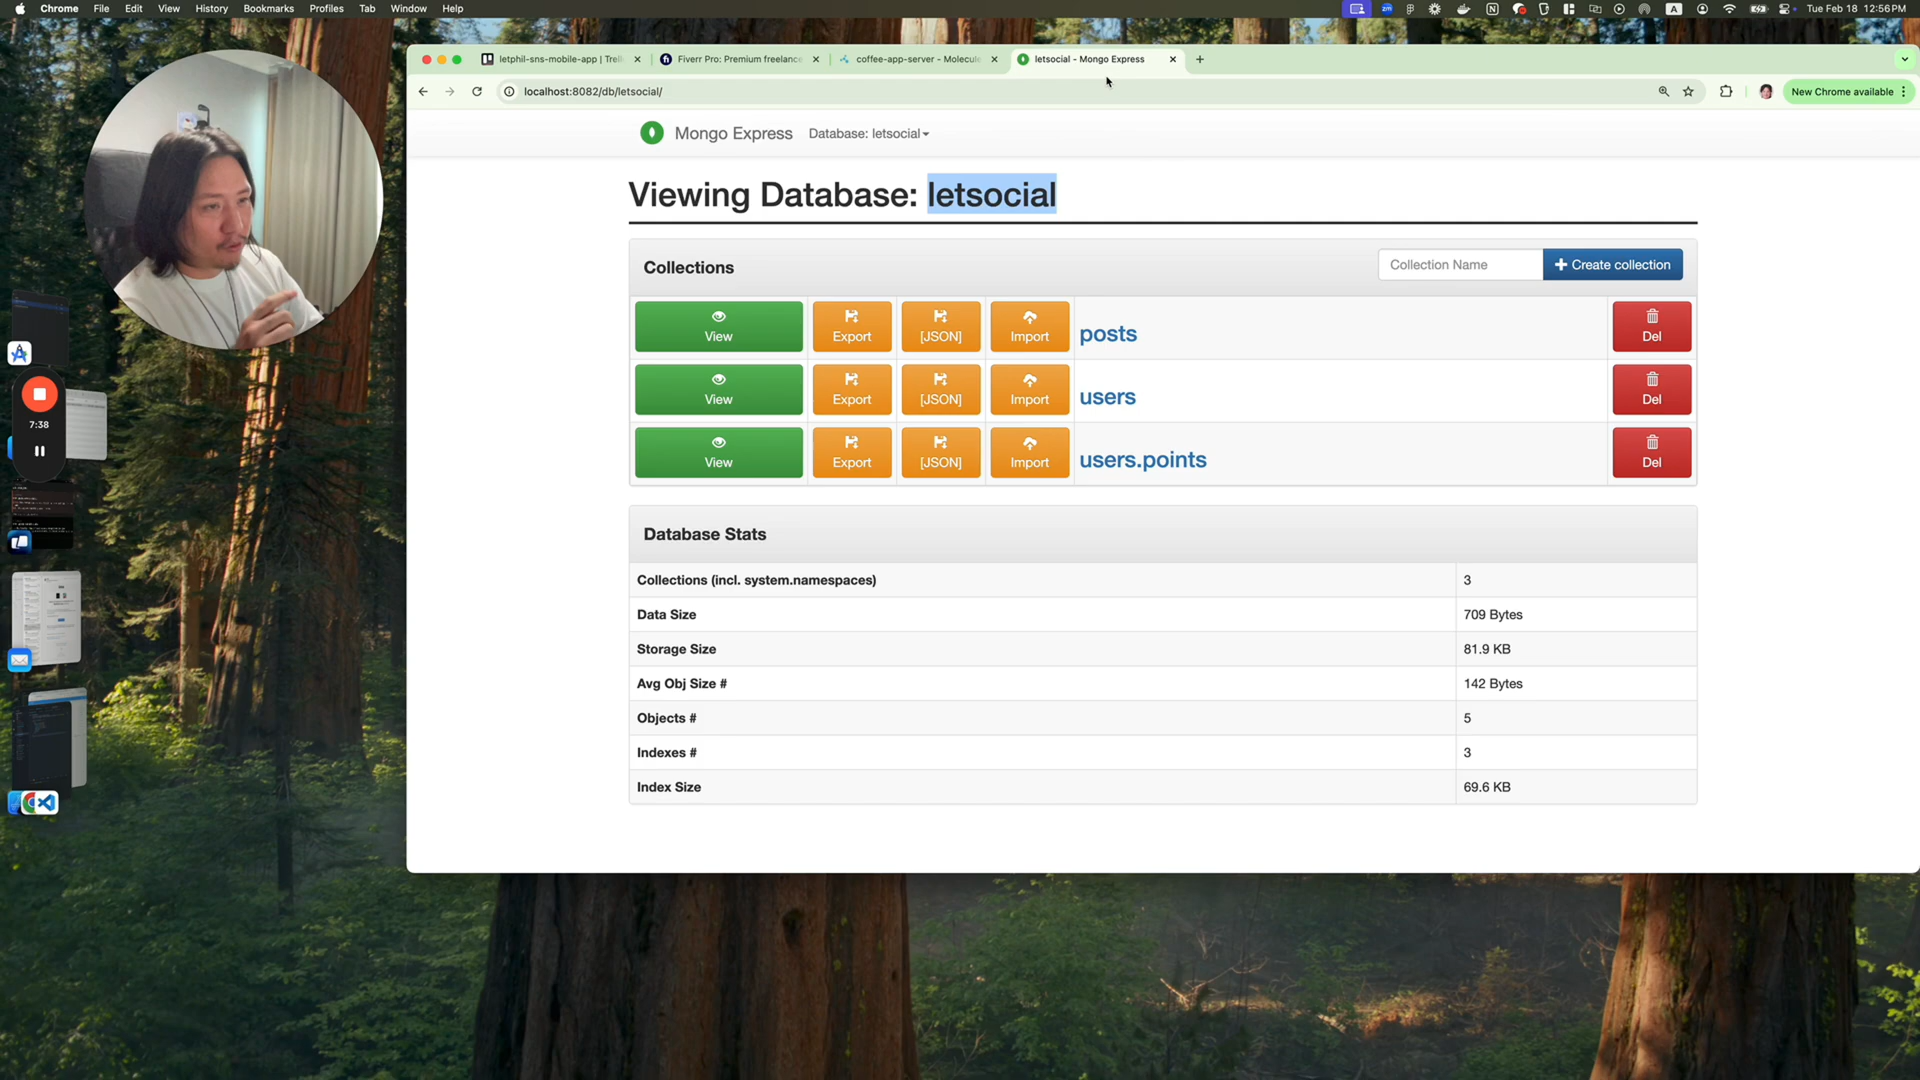 Chrome File Edit View History Bookmarks Profiles Tab Window Help
zm A Tue Feb 18 12:56PM
letphil-sns-mobile-app | Trell
Fiverr Pro: Premium freelance
coffee-app-server - Molecule
letsocial - Mongo Express
localhost:8082/db/letsocial/
New Chrome available
Mongo Express Database: letsocial
Viewing Database: letsocial
Collections
Collection Name
Create collection
View Export [JSON] Import posts Del
View Export [JSON] Import users Del
View Export [JSON] Import users.points Del
7:38
Database Stats
Collections (incl. system.namespaces) 3
Data Size 709 Bytes
Storage Size 81.9 KB
Avg Obj Size # 142 Bytes
Objects # 5
Indexes # 3
Index Size 69.6 KB